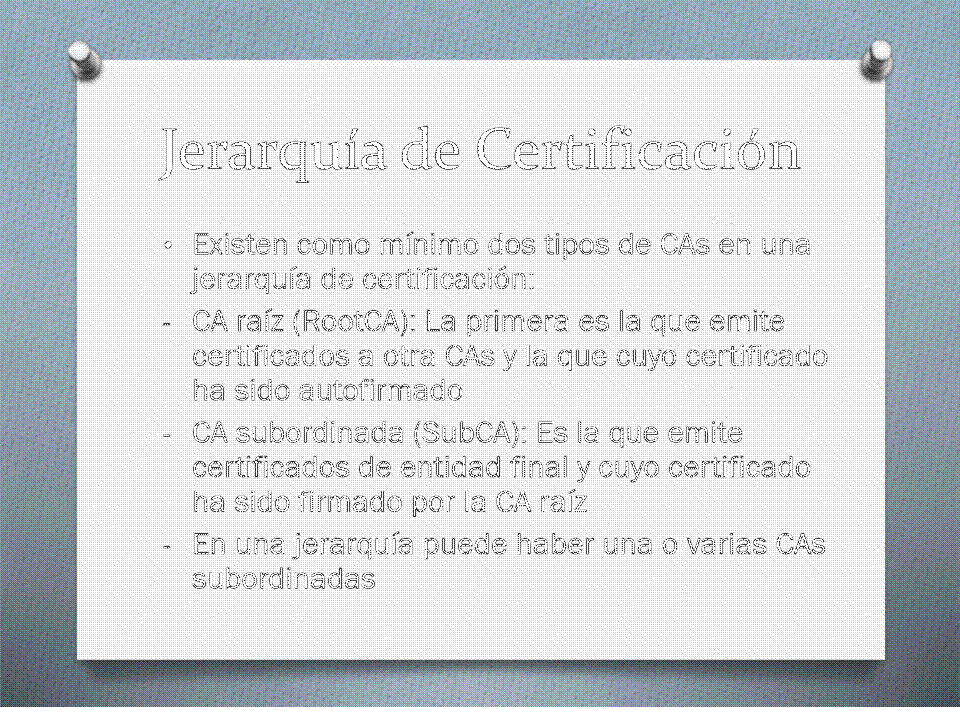 Jerarquía de Certificación
• Existen como mínimo dos tipos de CAs en una
jerarquía de certificación:
- CA raíz (RootCA): La primera es la que emite
certificados a otra CAs y la que cuyo certificado
ha sido autofirmado
- CA subordinada (SubCA): Es la que emite
certificados de entidad final y cuyo certificado
ha sido firmado por la CA raíz
- En una jerarquía puede haber una o varias CAs
subordinadas